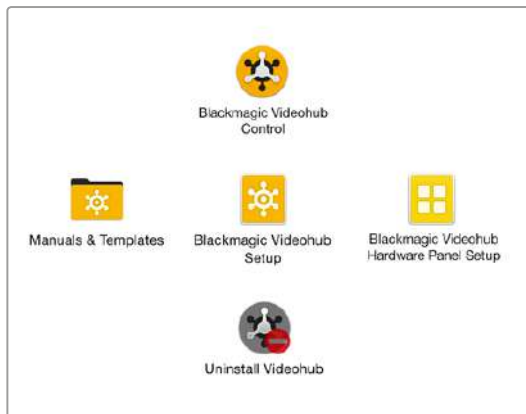 Blackmagic Videohub
Control
Manuals & Templates
Blackmagic Videohub
Setup
Blackmagic Videohub
Hardware Panel Setup
Uninstall Videohub